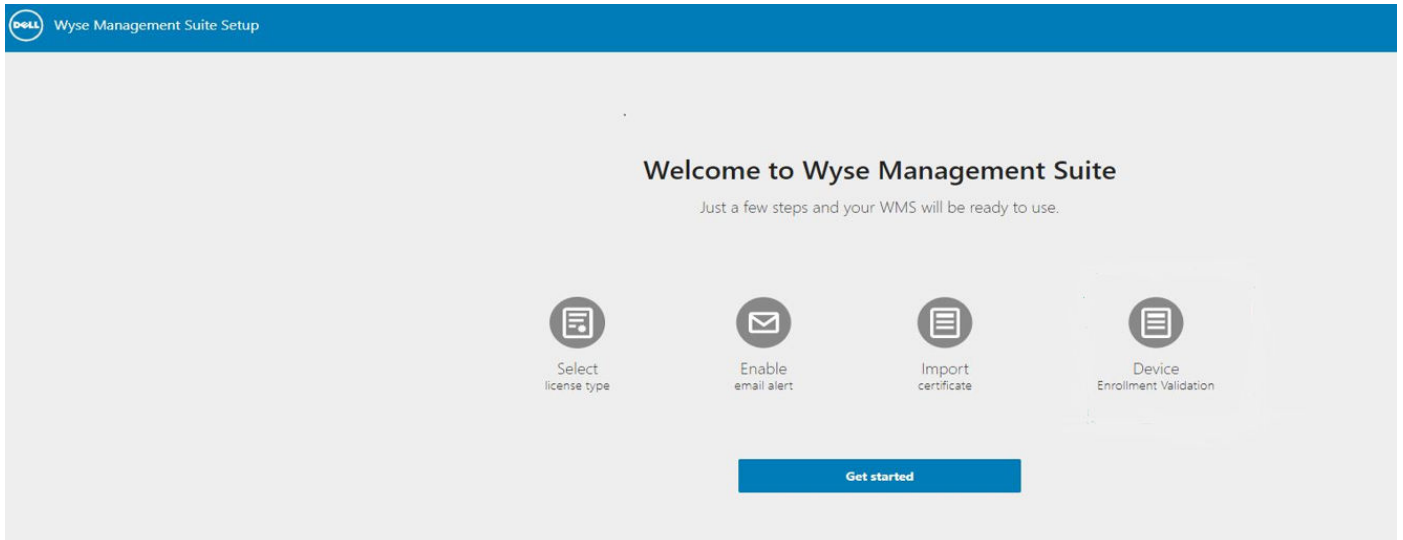 DELL
Wyse Management Suite Setup
Welcome to Wyse Management Suite
Just a few steps and your WMS will be ready to use.
Select
license type
Enable
email alert
Import
certificate
Device
Enrollment Validation
Get started